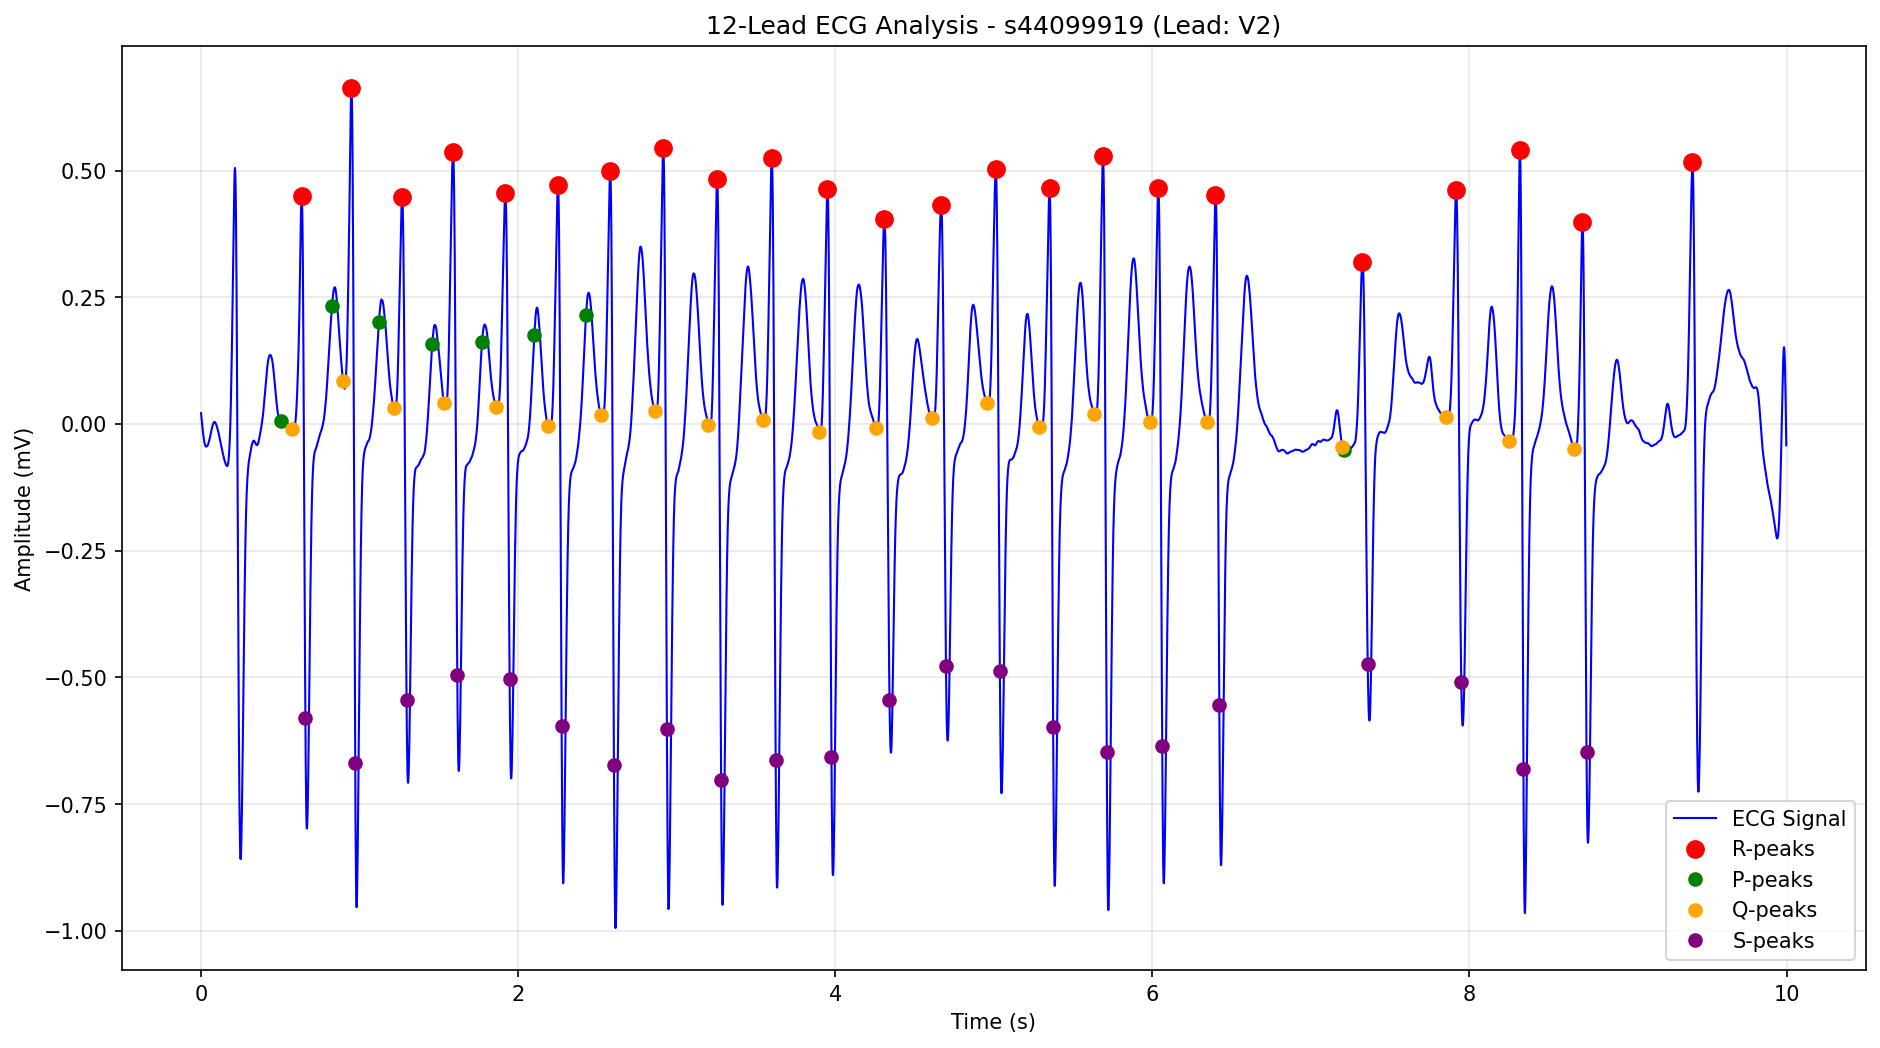 12-Lead ECG Analysis - s44099919 (Lead: V2)
Amplitude (mV)
0.50
0.25
0.00
−0.25
−0.50
−0.75
−1.00
0 2 4 6 8 10
Time (s)
ECG Signal
R-peaks
P-peaks
Q-peaks
S-peaks